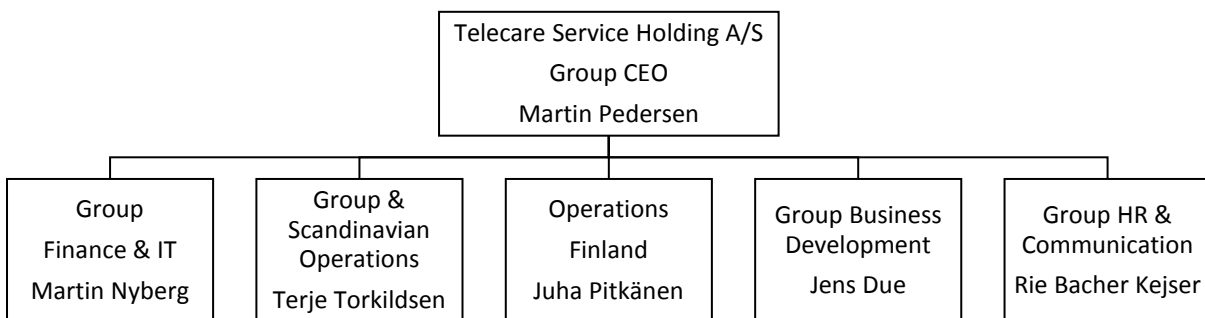 Telecare Service Holding A/S
Group CEO
Martin Pedersen
Group
Finance & IT
Martin Nyberg
Group &
Scandinavian
Operations
Terje Torkildsen
Operations
Finland
Juha Pitkänen
Group Business
Development
Jens Due
Group HR &
Communication
Rie Bacher Kejser